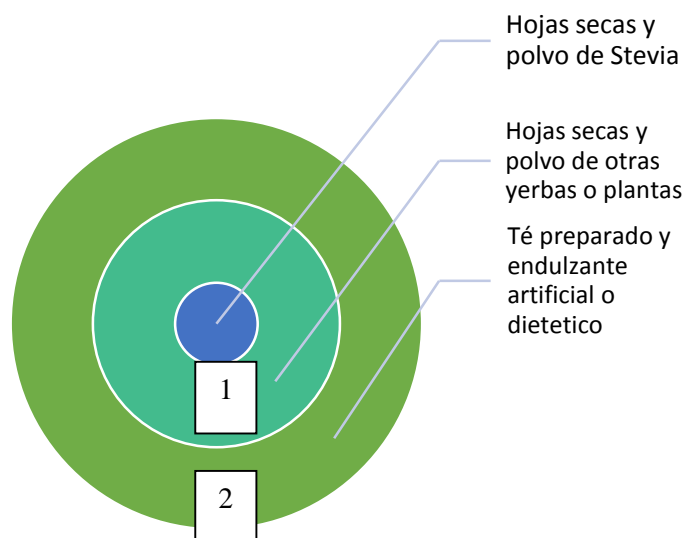 Hojas secas y
polvo de Stevia
Hojas secas y
polvo de otras
yerbas o plantas
Té preparado y
endulzante
artificial o
dietetico
1
2